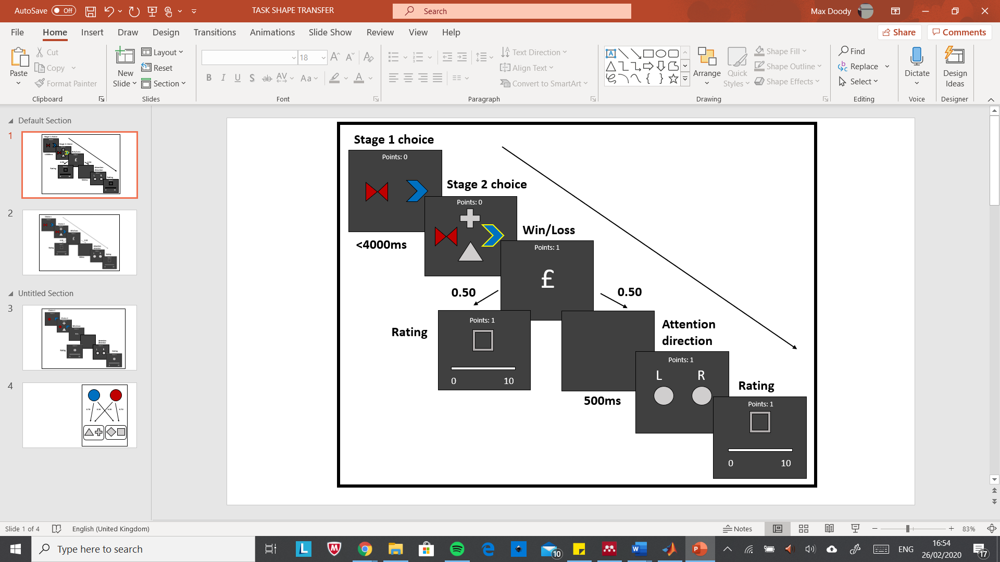 AutoSave Off
TASK SHAPE TRANSFER
Search
Max Doody
File Home Insert Draw Design Transitions Animations Slide Show Review View Help
Share Comments
Paste
Cut
Copy
Format Painter
Clipboard
New
Slide
Layout
Reset
Section
Slides
18
B I U S ab AV Aa A
Font
Text Direction
Align Text
Convert to SmartArt
Paragraph
A
Arrange
Quick
Styles
Shape Fill
Shape Outline
Shape Effects
Drawing
Find
Replace
Select
Editing
Dictate
Voice
Design
Ideas
Designer
Default Section
1
2
Untitled Section
3
4
Stage 1 choice
Points: 0
<4000ms
Stage 2 choice
Points: 0
Win/Loss
Points: 1
£
0.50
0.50
Rating
Points: 1
0 10
500ms
Attention
direction
Points: 1
L R
Rating
Points: 1
0 10
Slide 1 of 4
English (United Kingdom)
Notes
83%
Type here to search
L
10
W
P
ENG
16:54
26/02/2020
17